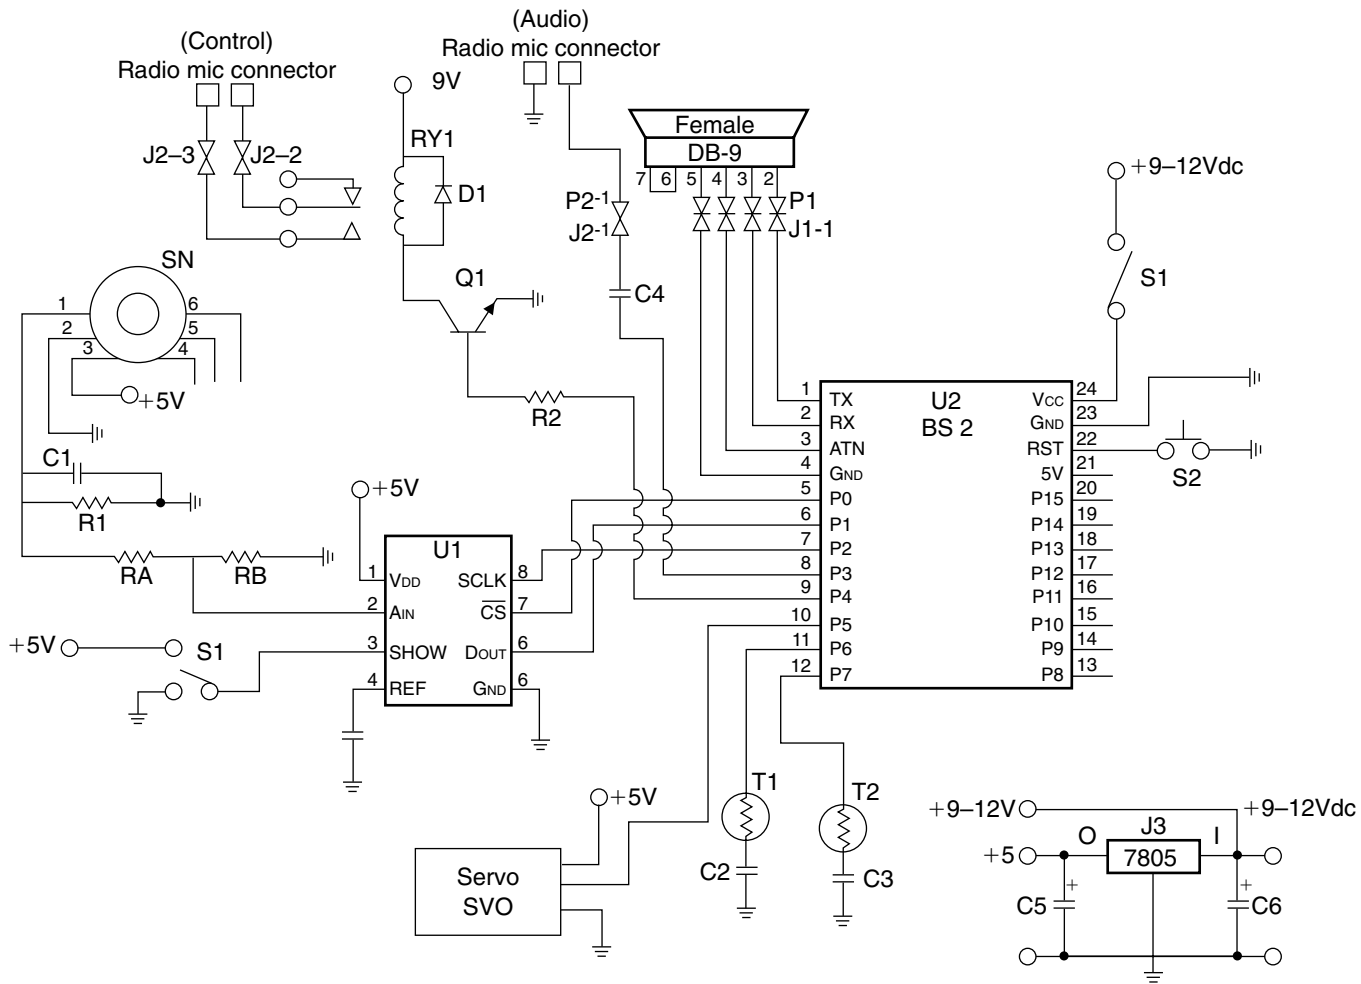 (Audio)
Radio mic connector
(Control)
Radio mic connector
9V
RY1
D1
J2–3
J2–2
Female
DB-9
7 6 5 4 3 2
P1
J1-1
P2-1
J2-1
C4
Q1
R2
+9–12Vdc
S1
SN
1
2
3
6
5
4
+5V
C1
R1
RA
RB
+5V
U1
1 VDD
2 AIN
3 SHOW
4 REF
SCLK 8
CS 7
DOUT 6
GND 6
+5V
S1
U2
BS 2
1 TX
2 RX
3 ATN
4 GND
5 P0
6 P1
7 P2
8 P3
9 P4
10 P5
11 P6
12 P7
VCC 24
GND 23
RST 22
5V 21
P15 20
P14 19
P13 18
P12 17
P11 16
P10 15
P9 14
P8 13
S2
+5V
Servo
SVO
T1
C2
T2
C3
+9–12V
+9–12Vdc
J3
O
I
+5
7805
+
C5
+
C6